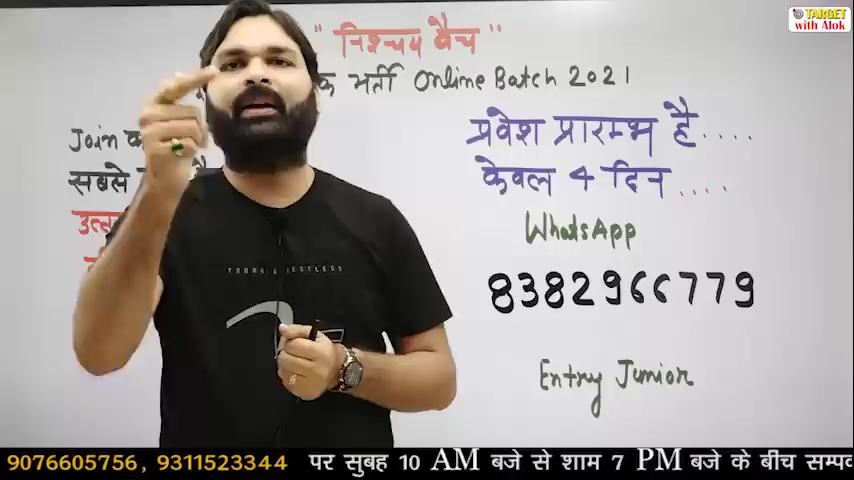 TARGET
with Alok
" निश्चय बैच "
भर्ती Online Batch 2021
Join
सबसे
प्रवेश प्रारम्भ है ....
केवल 4 दिन ....
WhatsApp
8382966779
Entry Junior
9076605756, 9311523344 पर सुबह 10 AM बजे से शाम 7 PM बजे के बीच सम्पर्क